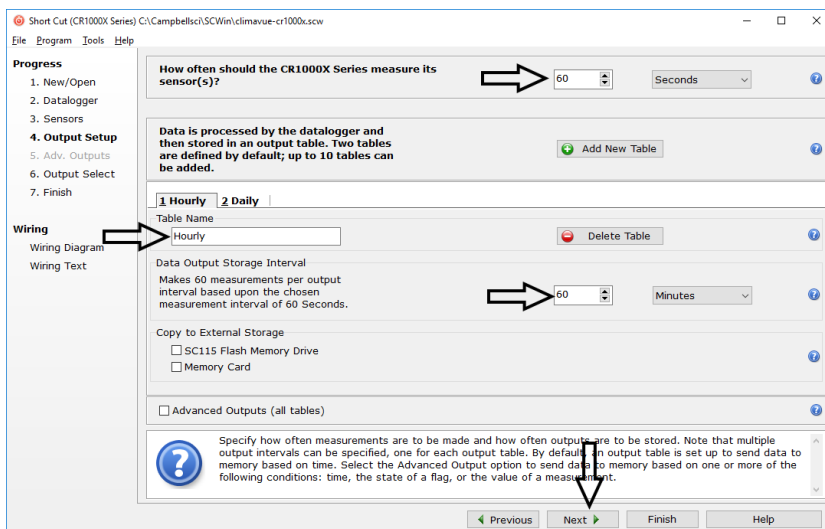 Short Cut (CR1000X Series) C:\Campbellsci\SCWin\climavue-cr1000x.scw
File Program Tools Help
Progress
1. New/Open
2. Datalogger
3. Sensors
4. Output Setup
5. Adv. Outputs
6. Output Select
7. Finish
Wiring
Wiring Diagram
Wiring Text
How often should the CR1000X Series measure its
sensor(s)?
60
Seconds
Data is processed by the datalogger and
then stored in an output table. Two tables
are defined by default; up to 10 tables can
be added.
Add New Table
1 Hourly 2 Daily
Table Name
Hourly
Delete Table
Data Output Storage Interval
Makes 60 measurements per output
interval based upon the chosen
measurement interval of 60 Seconds.
60
Minutes
Copy to External Storage
SC115 Flash Memory Drive
Memory Card
Advanced Outputs (all tables)
Specify how often measurements are to be made and how often outputs are to be stored. Note that multiple
output intervals can be specified, one for each output table. By default, an output table is set up to send data to
memory based on time. Select the Advanced Output option to send data to memory based on one or more of the
following conditions: time, the state of a flag, or the value of a measurement.
Previous
Next
Finish
Help